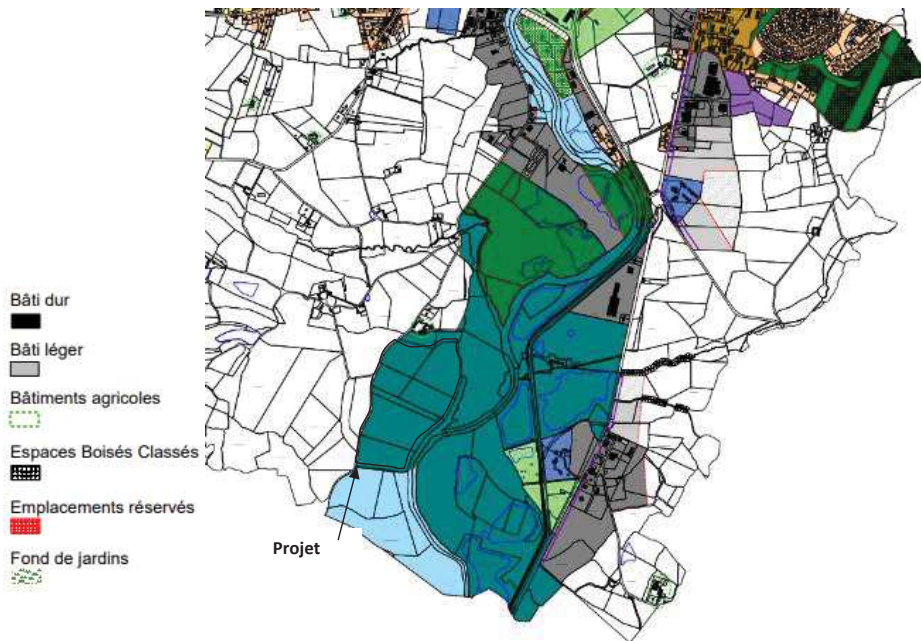 Bâti dur
Bâti léger
Bâtiments agricoles
Espaces Boisés Classés
Emplacements réservés
Fond de jardins
Projet